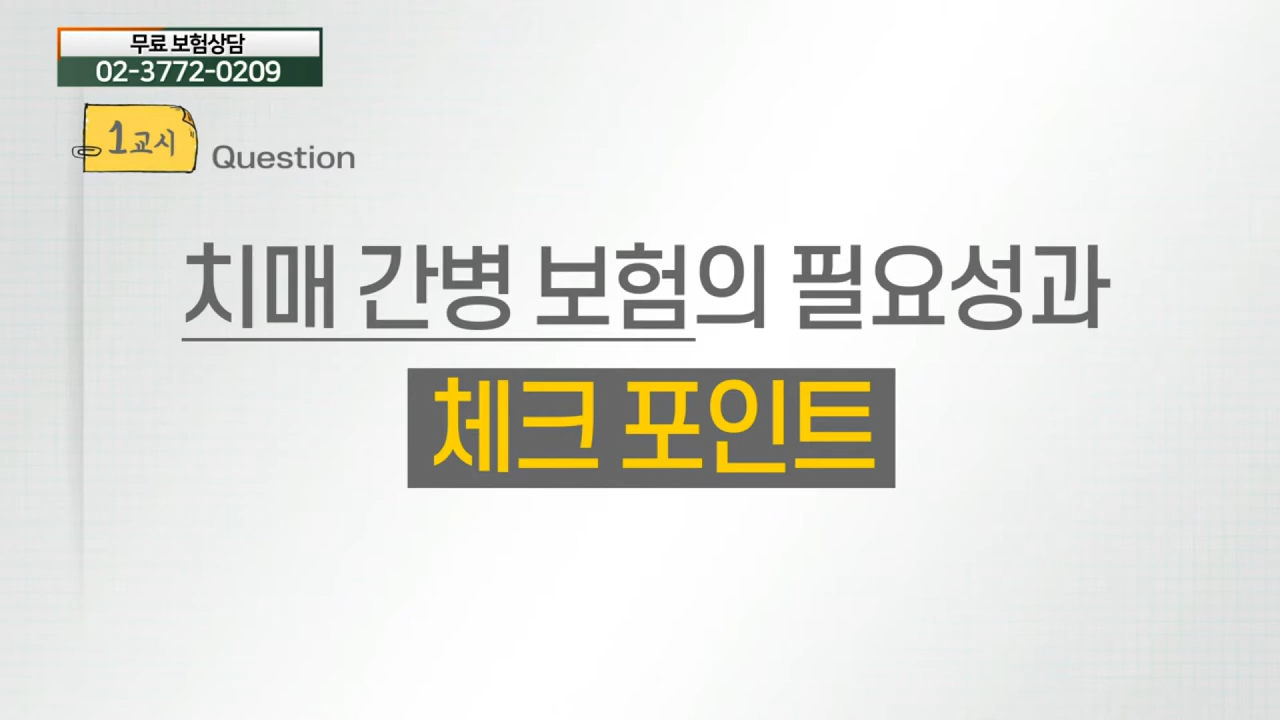 무료 보험상담
02-3772-0209
1교시
Question
치매 간병 보험의 필요성과
체크 포인트